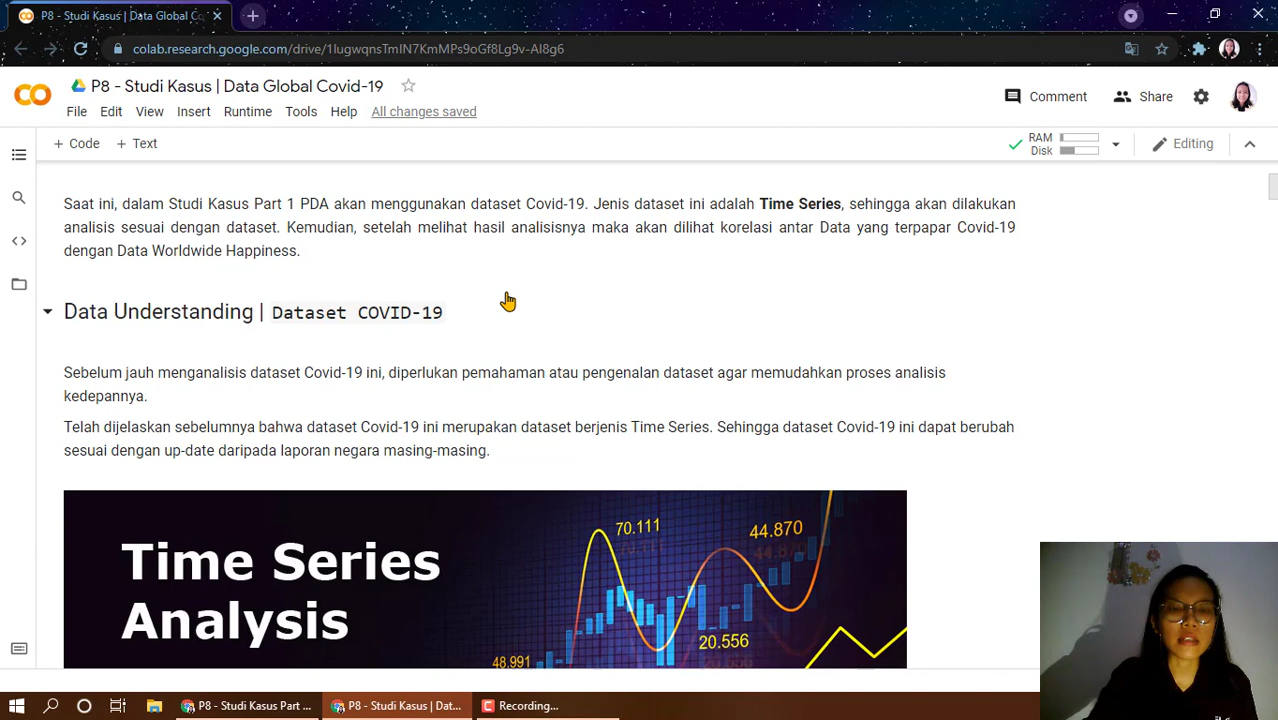 P8 - Studi Kasus | Data Global Co
colab.research.google.com/drive/1lugwqnsTmIN7KmMPs9oGf8Lg9v-AI8g6
P8 - Studi Kasus | Data Global Covid-19
Comment
Share
File Edit View Insert Runtime Tools Help All changes saved
+ Code + Text
RAM
Disk
Editing
Saat ini, dalam Studi Kasus Part 1 PDA akan menggunakan dataset Covid-19. Jenis dataset ini adalah Time Series, sehingga akan dilakukan
analisis sesuai dengan dataset. Kemudian, setelah melihat hasil analisisnya maka akan dilihat korelasi antar Data yang terpapar Covid-19
dengan Data Worldwide Happiness.
Data Understanding | Dataset COVID-19
Sebelum jauh menganalisis dataset Covid-19 ini, diperlukan pemahaman atau pengenalan dataset agar memudahkan proses analisis
kedepannya.
Telah dijelaskan sebelumnya bahwa dataset Covid-19 ini merupakan dataset berjenis Time Series. Sehingga dataset Covid-19 ini dapat berubah
sesuai dengan up-date daripada laporan negara masing-masing.
Time Series
Analysis
70.111
44.870
20.556
48.991
P8 - Studi Kasus Part ...
P8 - Studi Kasus | Dat...
Recording...